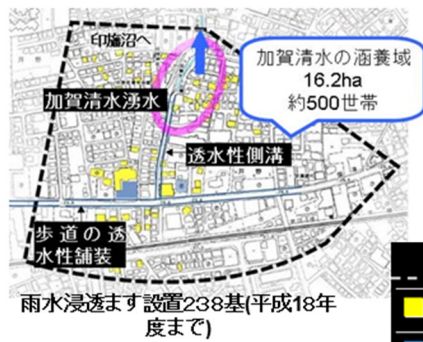 印旛沼へ
加賀清水の涵養域
16.2ha
約500世帯
加賀清水湧水
透水性側溝
歩道の透
水性舗装
雨水浸透ます設置238基(平成18年
度まで)